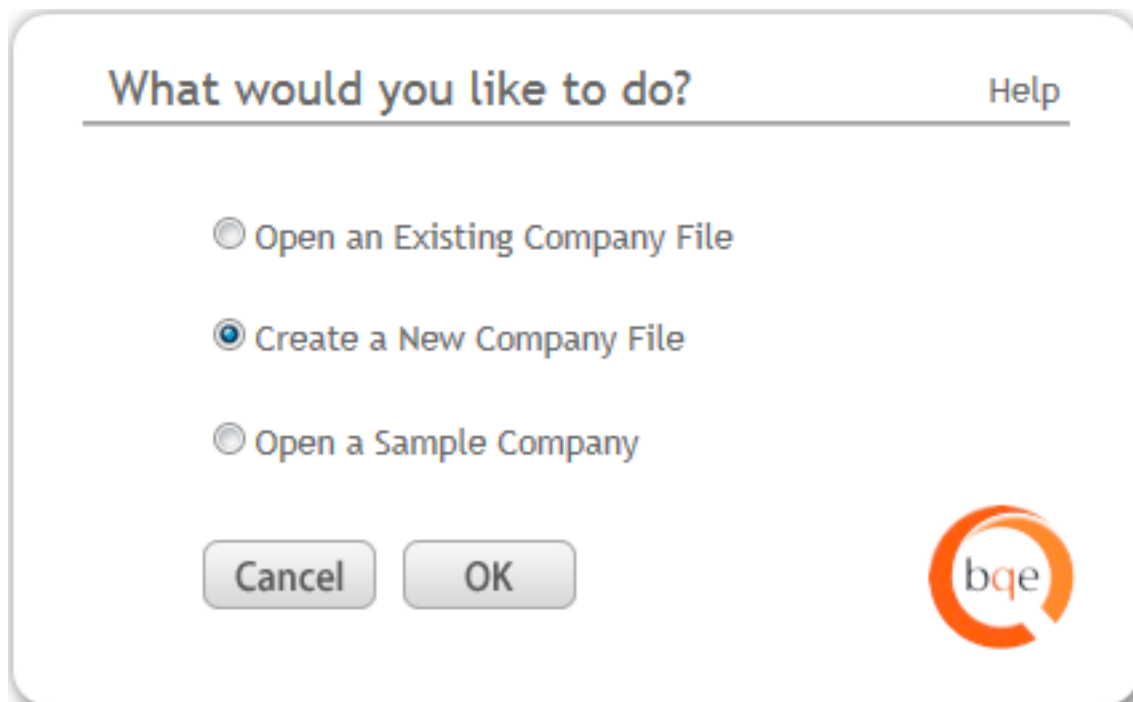 What would you like to do?
Help
Open an Existing Company File
Create a New Company File
Open a Sample Company
Cancel
OK
bqe